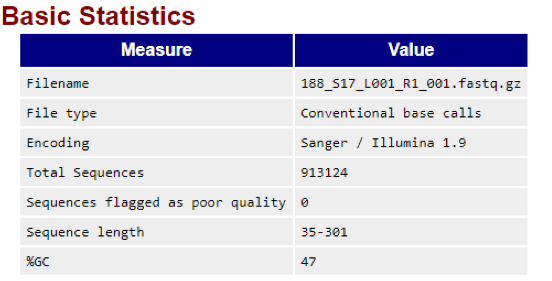 Basic Statistics
Measure Value
Filename 188_S17_L001_R1_001.fastq.gz
File type Conventional base calls
Encoding Sanger / Illumina 1.9
Total Sequences 913124
Sequences flagged as poor quality 0
Sequence length 35-301
%GC 47